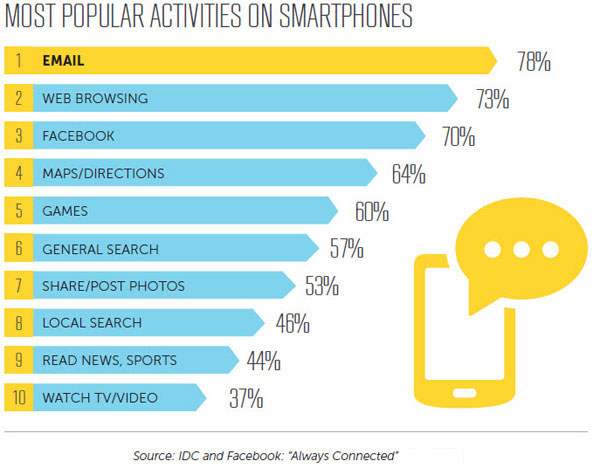 MOST POPULAR ACTIVITIES ON SMARTPHONES
1 EMAIL 78%
2 WEB BROWSING 73%
3 FACEBOOK 70%
4 MAPS/DIRECTIONS 64%
5 GAMES 60%
6 GENERAL SEARCH 57%
7 SHARE/POST PHOTOS 53%
8 LOCAL SEARCH 46%
9 READ NEWS, SPORTS 44%
10 WATCH TV/VIDEO 37%
Source: IDC and Facebook: "Always Connected"